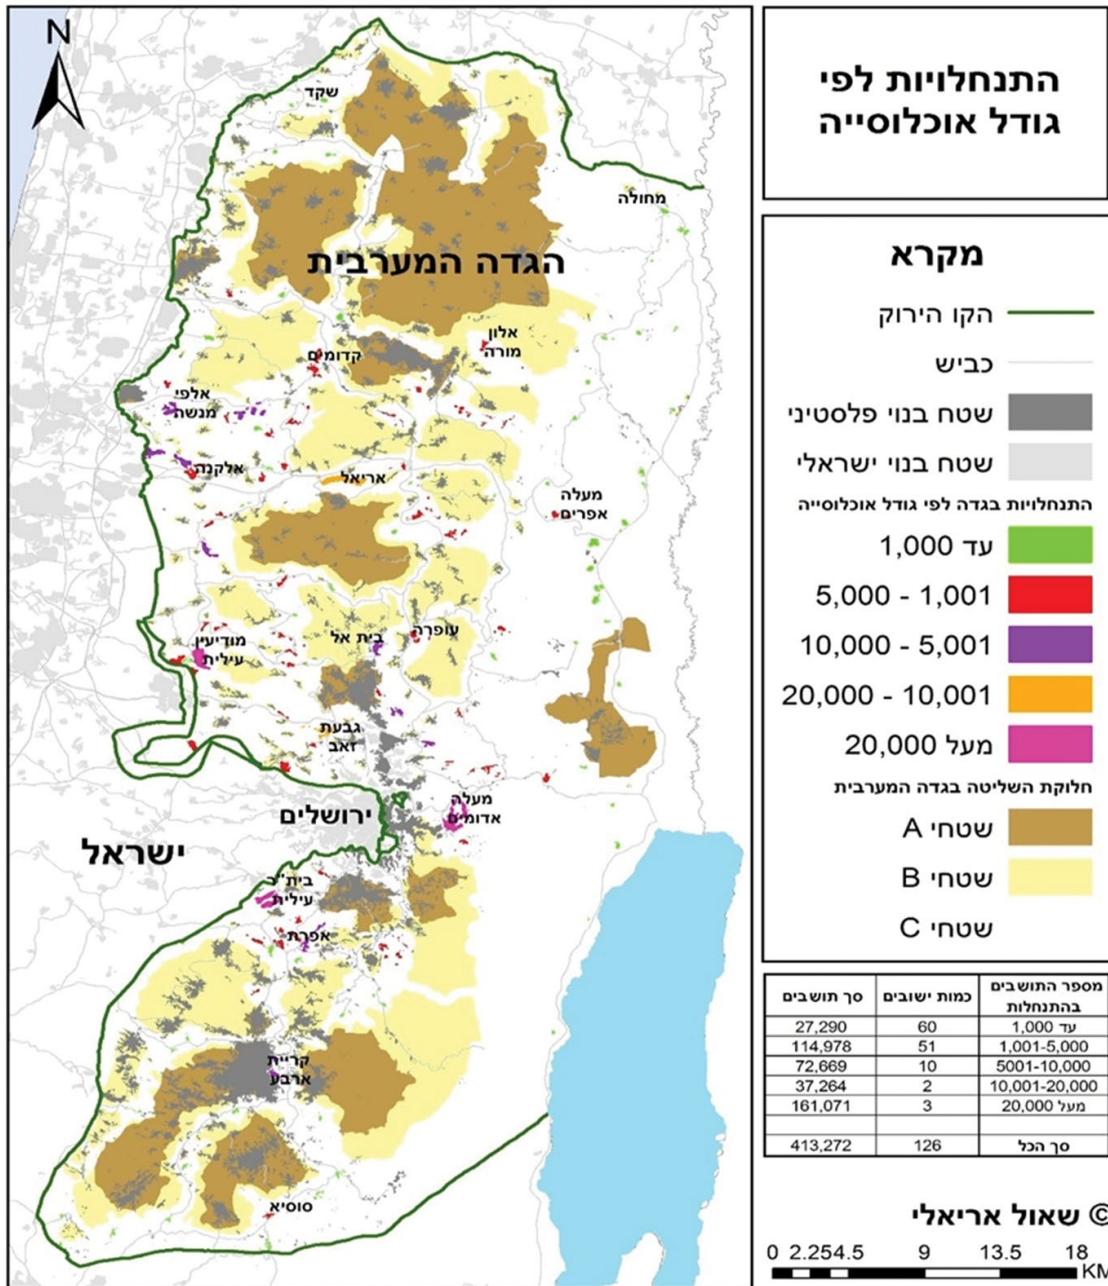 התנחלויות לפי
גודל אוכלוסייה
מקרא
הקו הירוק
כביש
שטח בנוי פלסטיני
שטח בנוי ישראלי
התנחלויות בגדה לפי גודל אוכלוסייה
עד 1,000
5,000 - 1,001
10,000 - 5,001
20,000 - 10,001
מעל 20,000
חלוקת השליטה בגדה המערבית
שטחי A
שטחי B
שטחי C
מספר התושבים בהתנחלות כמות ישובים סך תושבים
עד 1,000 60 27,290
1,001-5,000 51 114,978
5001-10,000 10 72,669
10,001-20,000 2 37,264
מעל 20,000 3 161,071
סך הכל 126 413,272
© שאול אריאלי
0 2.25 4.5 9 13.5 18
KM
N
שקד
מחולה
הגדה המערבית
אלון
מורה
קדומים
אלפי
מנשה
אלקנה
אריאל
מעלה
אפרים
מודיעין
עילית
בית אל
עופרה
גבעת
זאב
מעלה
אדומים
ירושלים
ישראל
בית"ר
עילית
אפרת
קריית
ארבע
סוסיא